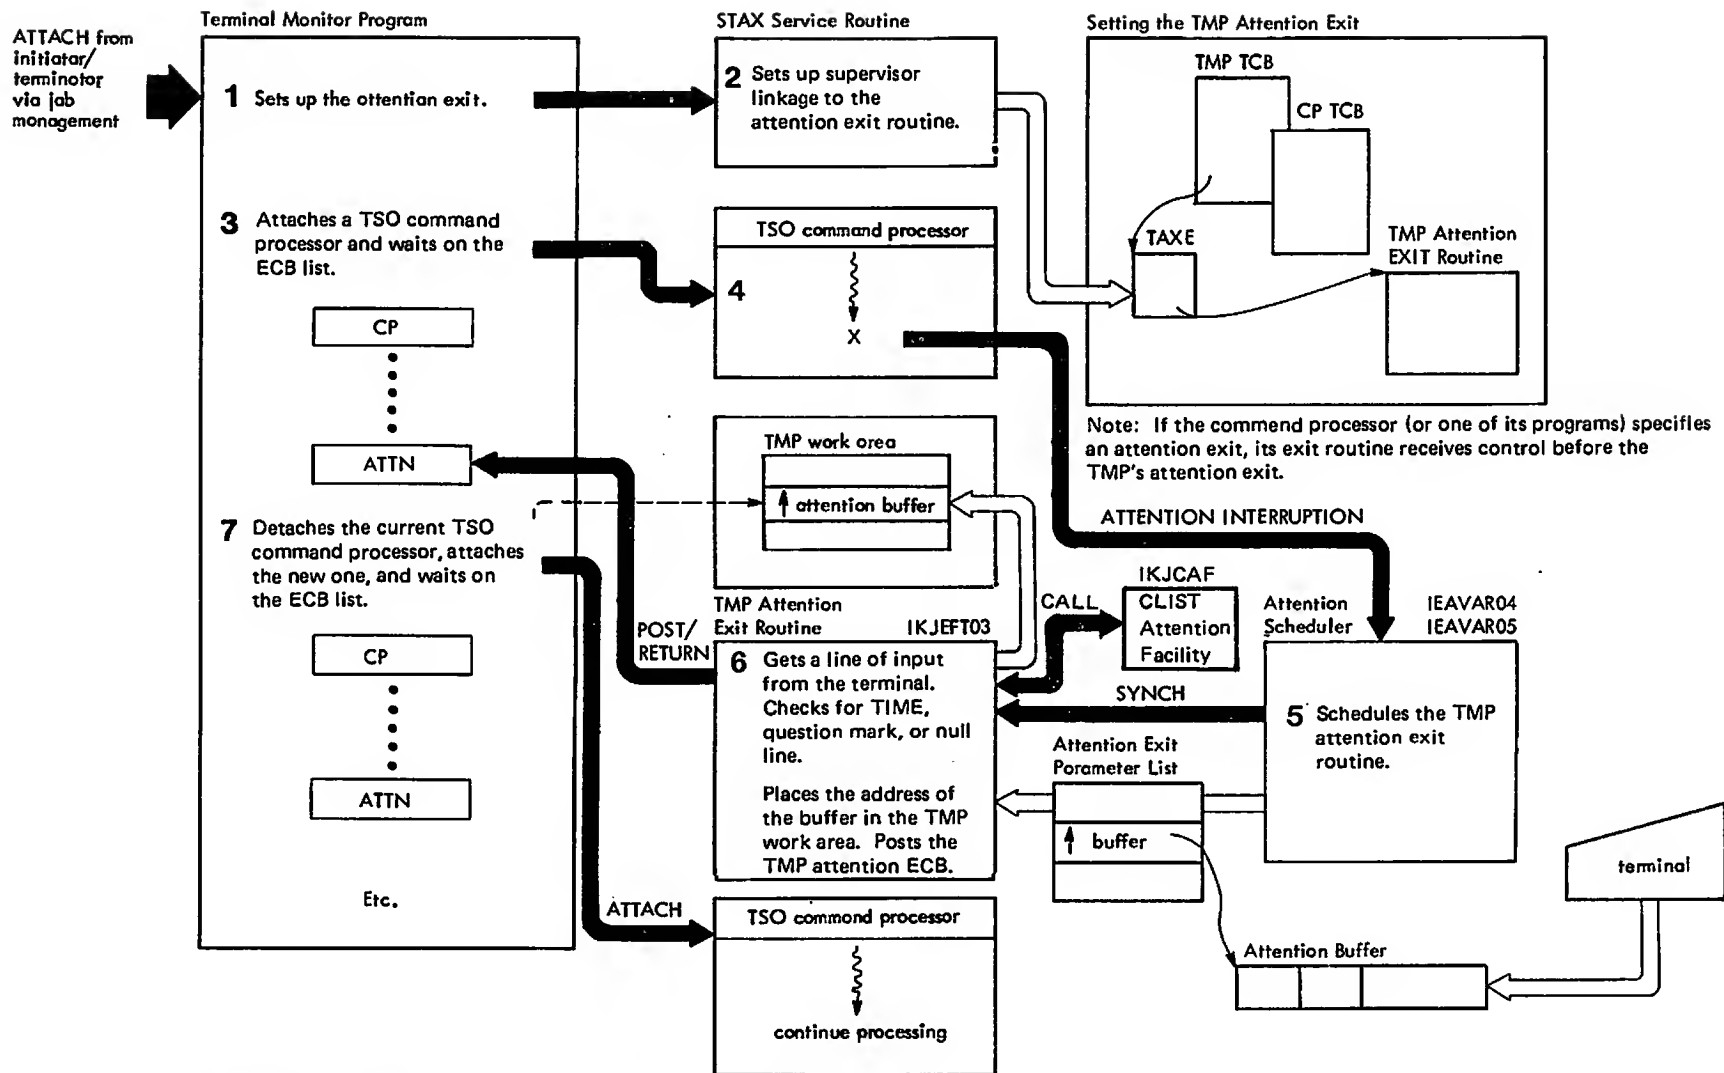 Terminal Monitor Program
STAX Service Routine
Setting the TMP Attention Exit
ATTACH from
initiator/
terminotor
via jab
monogement
1 Sets up the ottention exit.
2 Sets up supervisor
linkage to the
attention exit routine.
TMP TCB
CP TCB
TAXE
TMP Attention
EXIT Routine
3 Attaches a TSO command
processor and waits on the
ECB list.
TSO command processor
4
X
CP
ATTN
Note: If the commend processor (or one of its programs) specifies
an attention exit, its exit routine receives control before the
TMP's attention exit.
TMP work area
attention buffer
ATTENTION INTERRUPTION
7 Detaches the current TSO
command processor, attaches
the new one, and waits on
the ECB list.
CP
ATTN
Etc.
POST/
RETURN
TMP Attention
Exit Routine IKJEFT03
6 Gets a line of input
from the terminal.
Checks for TIME,
question mark, or null
line.
Places the address of
the buffer in the TMP
work area. Posts the
TMP attention ECB.
CALL
IKJCAF
CLIST
Attention
Facility
SYNCH
Attention
Scheduler
IEAVAR04
IEAVAR05
5 Schedules the TMP
attention exit
routine.
Attention Exit
Porameter List
buffer
terminal
Attention Buffer
ATTACH
TSO commond processor
continue processing